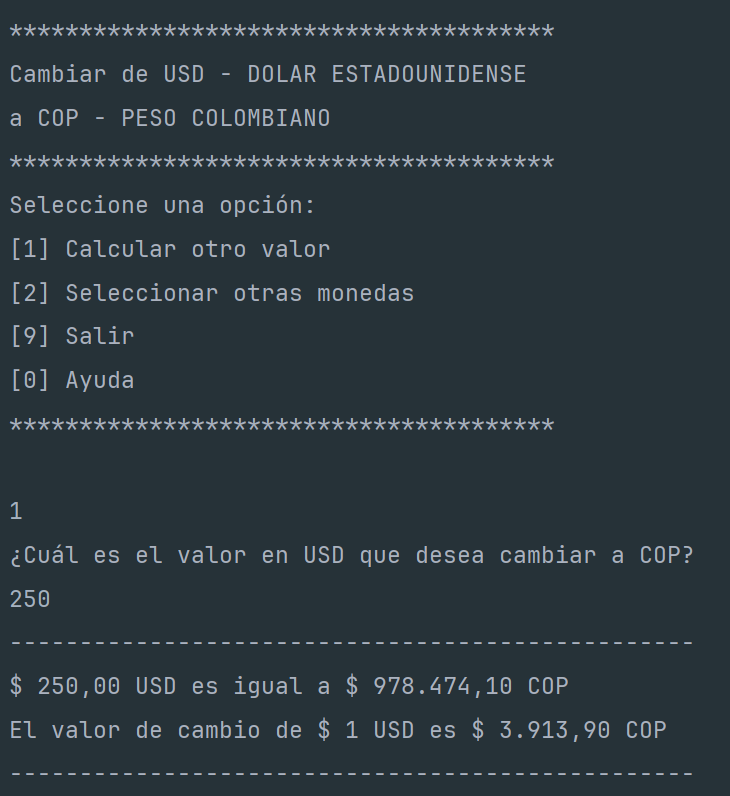 ***************************************
Cambiar de USD - DOLAR ESTADOUNIDENSE
a COP - PESO COLOMBIANO
***************************************
Seleccione una opción:
[1] Calcular otro valor
[2] Seleccionar otras monedas
[9] Salir
[0] Ayuda
***************************************
1
¿Cuál es el valor en USD que desea cambiar a COP?
250
-------------------------------------------------
$ 250,00 USD es igual a $ 978.474,10 COP
El valor de cambio de $ 1 USD es $ 3.913,90 COP
-------------------------------------------------